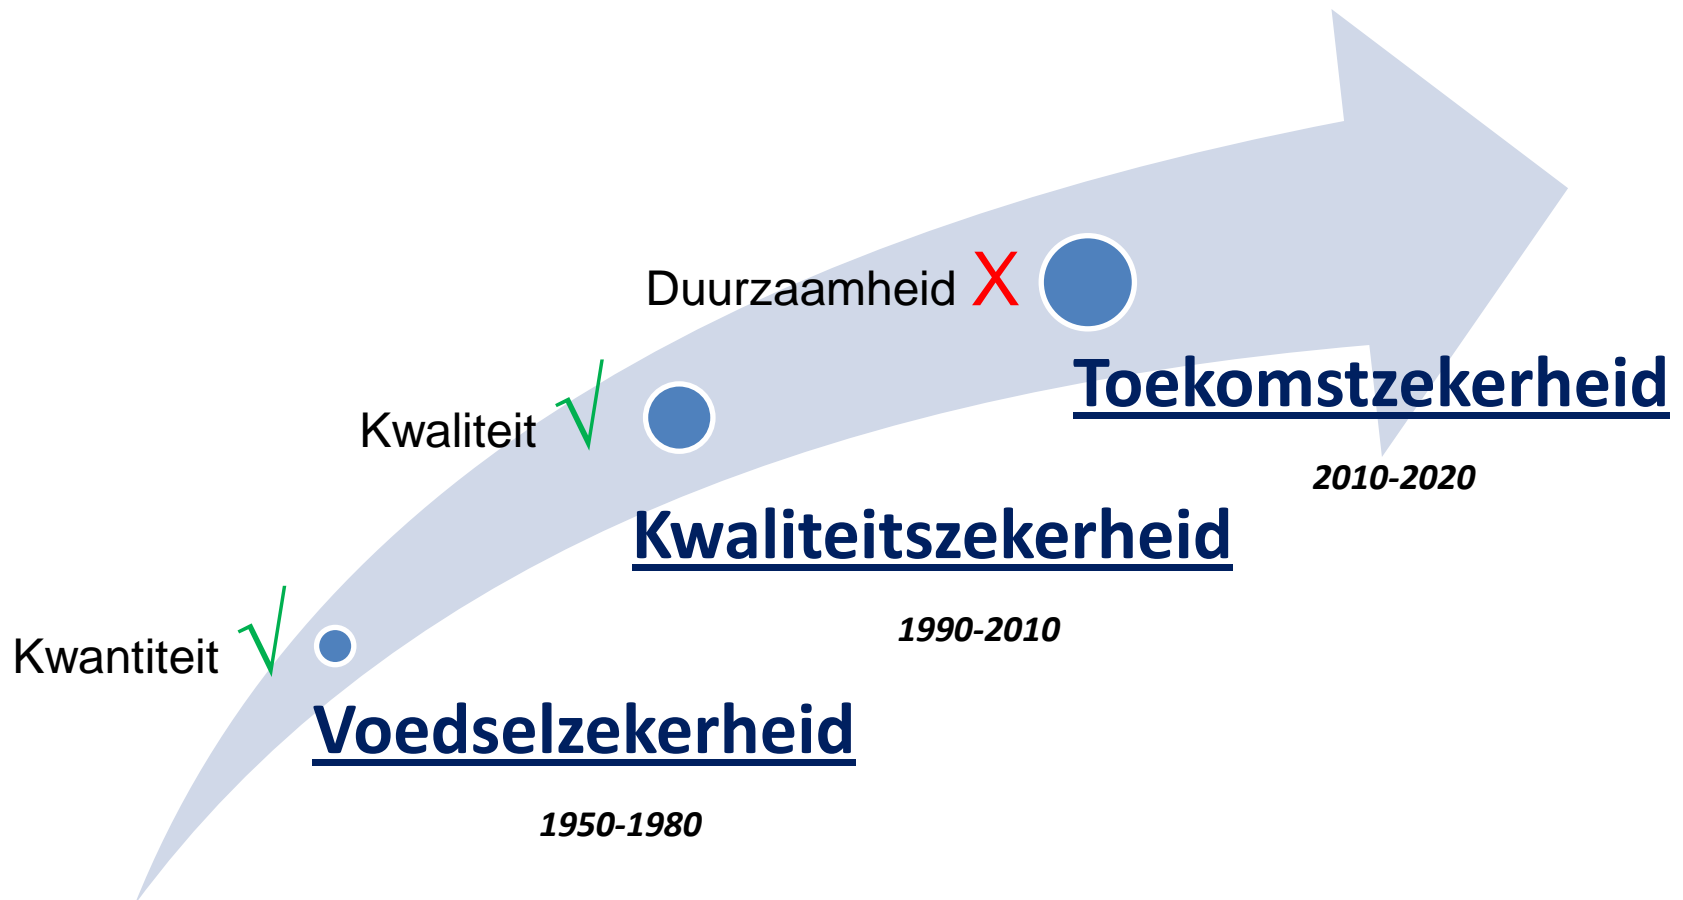 Duurzaamheid X
Toekomstzekerheid
2010-2020
Kwaliteit √
Kwaliteitszekerheid
1990-2010
Kwantiteit √
Voedselzekerheid
1950-1980